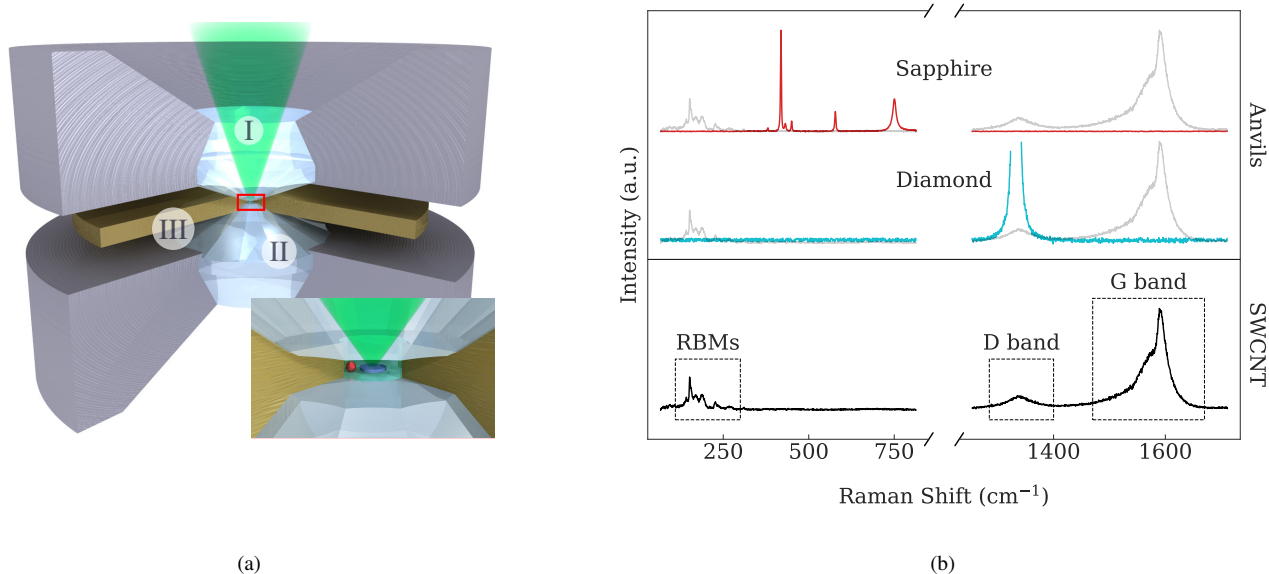 I
III
II
(a)
Intensity (a.u.)
Sapphire
Diamond
Anvils
RBMs
D band
G band
SWCNT
250
500
750
1400
1600
Raman Shift (cm⁻¹)
(b)